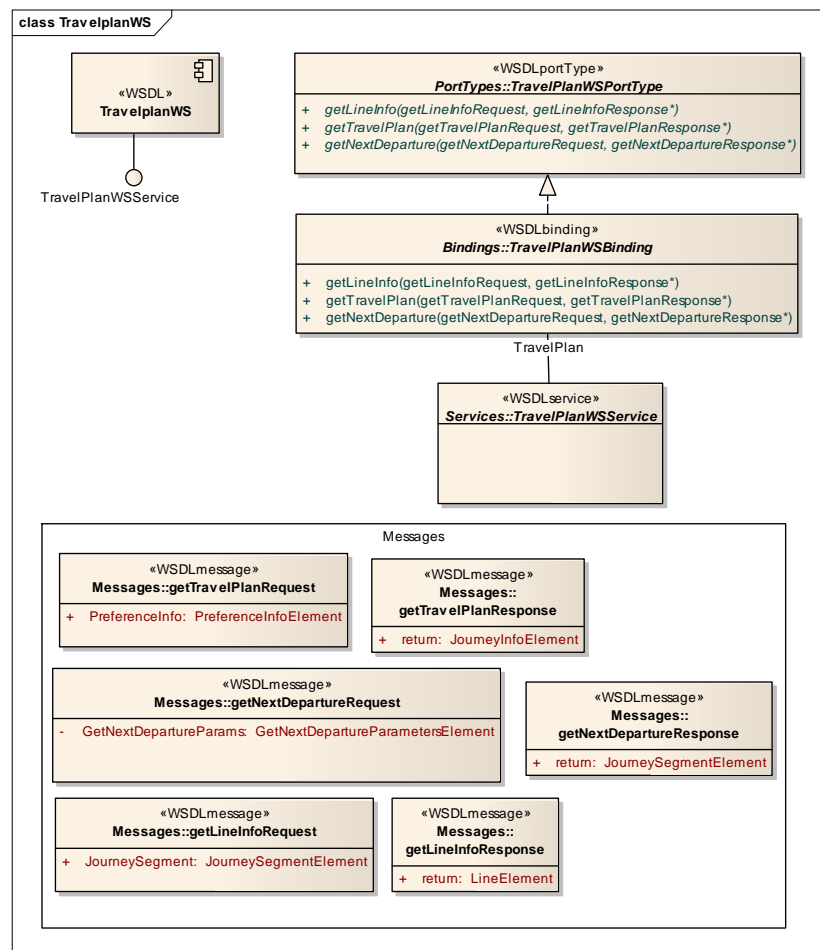 class TravelplanWS
«WSDL»
TravelplanWS
TravelPlanWSService
«WSDLportType»
PortTypes::TravelPlanWSPortType
+ getLineInfo(getLineInfoRequest, getLineInfoResponse*)
+ getTravelPlan(getTravelPlanRequest, getTravelPlanResponse*)
+ getNextDeparture(getNextDepartureRequest, getNextDepartureResponse*)
«WSDLbinding»
Bindings::TravelPlanWSBinding
+ getLineInfo(getLineInfoRequest, getLineInfoResponse*)
+ getTravelPlan(getTravelPlanRequest, getTravelPlanResponse*)
+ getNextDeparture(getNextDepartureRequest, getNextDepartureResponse*)
TravelPlan
«WSDLservice»
Services::TravelPlanWSService
Messages
«WSDLmessage»
Messages::getTravelPlanRequest
+ PreferenceInfo: PreferenceInfoElement
«WSDLmessage»
Messages::
getTravelPlanResponse
+ return: JourneyInfoElement
«WSDLmessage»
Messages::getNextDepartureRequest
- GetNextDepartureParams: GetNextDepartureParametersElement
«WSDLmessage»
Messages::
getNextDepartureResponse
+ return: JourneySegmentElement
«WSDLmessage»
Messages::getLineInfoRequest
+ JourneySegment: JourneySegmentElement
«WSDLmessage»
Messages::
getLineInfoResponse
+ return: LineElement